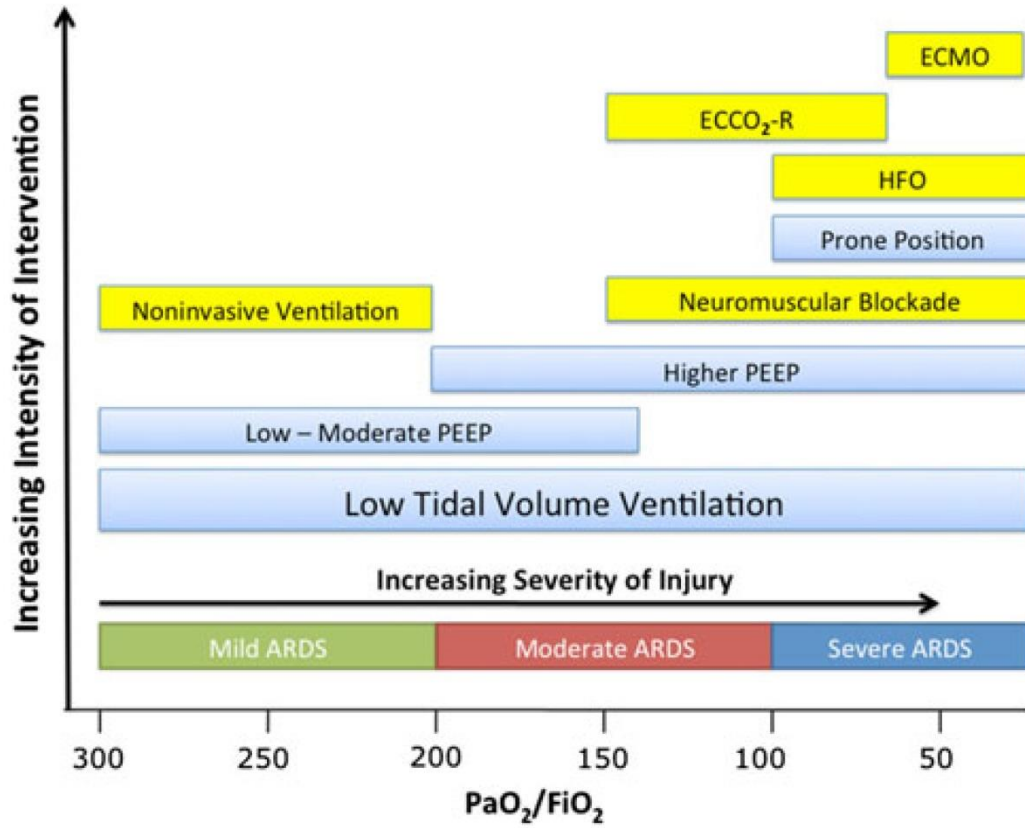 Increasing Intensity of Intervention
ECMO
ECCO₂-R
HFO
Prone Position
Noninvasive Ventilation
Neuromuscular Blockade
Higher PEEP
Low – Moderate PEEP
Low Tidal Volume Ventilation
Increasing Severity of Injury
Mild ARDS
Moderate ARDS
Severe ARDS
300
250
200
150
100
50
PaO₂/FiO₂